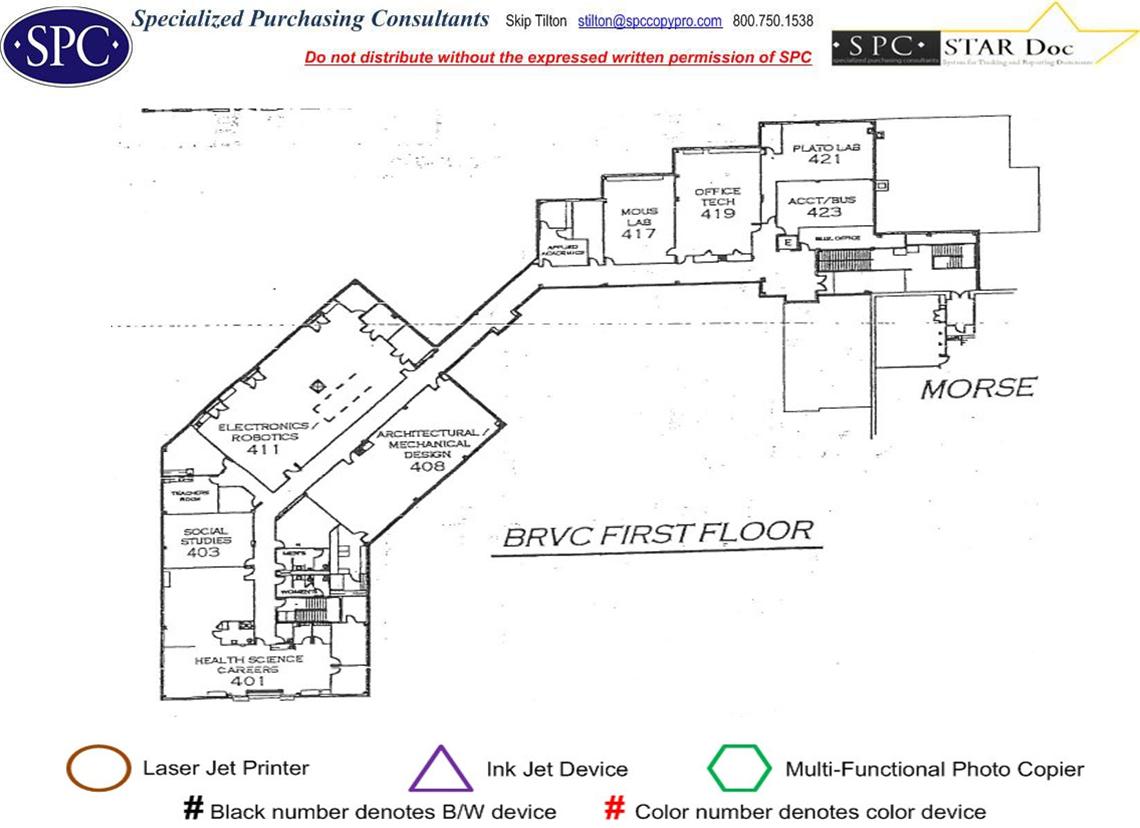 SPC
Specialized Purchasing Consultants Skip Tilton stilton@spccopypro.com 800.750.1538
Do not distribute without the expressed written permission of SPC
·SPC· STAR Doc
specialized purchasing consultants System for Tracking and Reporting Documents
PLATO LAB
421
OFFICE
TECH
419
ACCT/BUS
423
MOUS
LAB
417
E
BLDG. OFFICE
APPLIED
ACADEMICS
MORSE
ELECTRONICS/
ROBOTICS
411
ARCHITECTURAL/
MECHANICAL
DESIGN
408
TEACHERS
ROOM
SOCIAL
STUDIES
403
BRVC FIRST FLOOR
MEN'S
WOMEN'S
HEALTH SCIENCE
CAREERS
401
Laser Jet Printer
Ink Jet Device
Multi-Functional Photo Copier
# Black number denotes B/W device
# Color number denotes color device